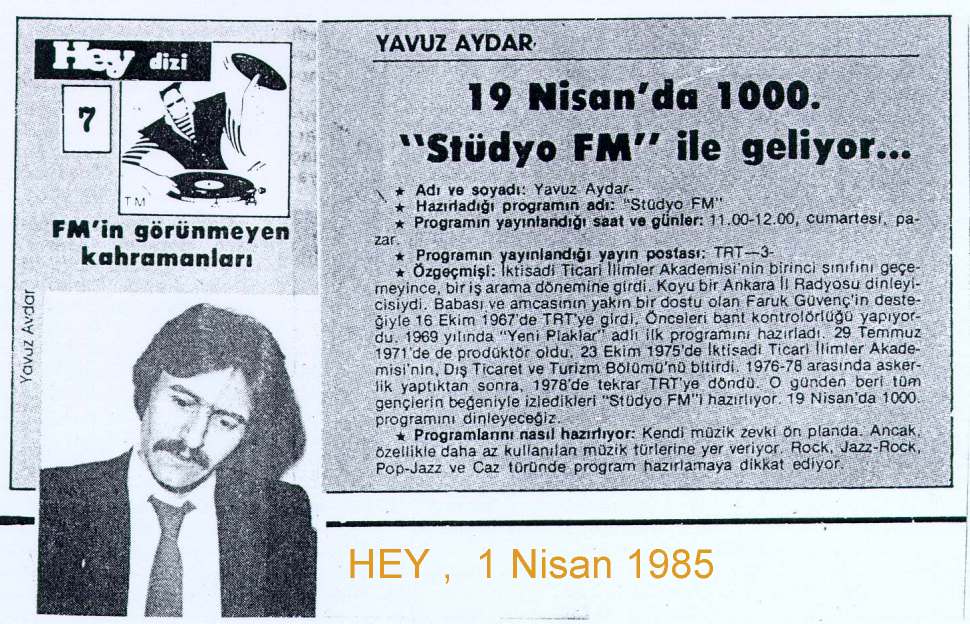 Hey dizi
7
TM
FM'in görünmeyen
kahramanları
Yavuz Aydar
YAVUZ AYDAR
19 Nisan'da 1000.
"Stüdyo FM" ile geliyor...
★ Adı ve soyadı: Yavuz Aydar-
★ Hazırladığı programın adı: "Stüdyo FM"
★ Programın yayınlandığı saat ve günler: 11.00-12.00, cumartesi, pa-
zar.
★ Programın yayınlandığı yayın postası: TRT—3-
★ Özgeçmişi: İktisadi Ticari İlimler Akademisi'nin birinci sınıfını geçe-
meyince, bir iş arama dönemine girdi. Koyu bir Ankara İl Radyosu dinleyi-
cisiydi. Babası ve amcasının yakın bir dostu olan Faruk Güvenç'in deste-
ğiyle 16 Ekim 1967'de TRT'ye girdi. Önceleri bant kontrolörlüğü yapıyor-
du. 1969 yılında "Yeni Plaklar" adlı ilk programını hazırladı. 29 Temmuz
1971'de de prodüktör oldu. 23 Ekim 1975'de İktisadi Ticari İlimler Akade-
misi'nin, Dış Ticaret ve Turizm Bölümü'nü bitirdi. 1976-78 arasında asker-
lik yaptıktan sonra, 1978'de tekrar TRT'ye döndü. O günden beri tüm
gençlerin beğeniyle izledikleri "Stüdyo FM"i hazırlıyor. 19 Nisan'da 1000.
programını dinleyeceğiz.
★ Programlarını nasıl hazırlıyor: Kendi müzik zevki ön planda. Ancak,
özellikle daha az kullanılan müzik türlerine yer veriyor. Rock, Jazz-Rock,
Pop-Jazz ve Caz türünde program hazırlamaya dikkat ediyor.
HEY , 1 Nisan 1985